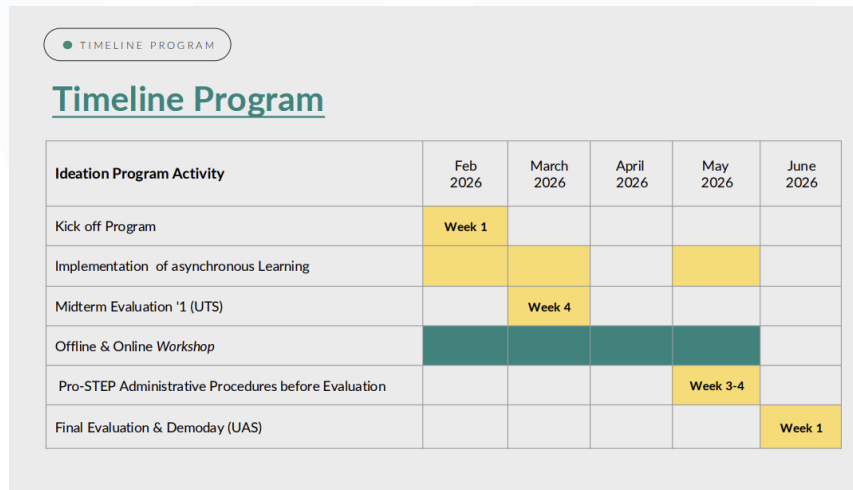 TIMELINE PROGRAM
Timeline Program
Ideation Program Activity
Feb 2026
March 2026
April 2026
May 2026
June 2026
Kick off Program
Week 1
Implementation  of asynchronous Learning
Midterm Evaluation '1 (UTS)
Week 4
Offline & Online Workshop
Pro-STEP Administrative Procedures before Evaluation
Week 3-4
Final Evaluation & Demoday (UAS)
Week 1